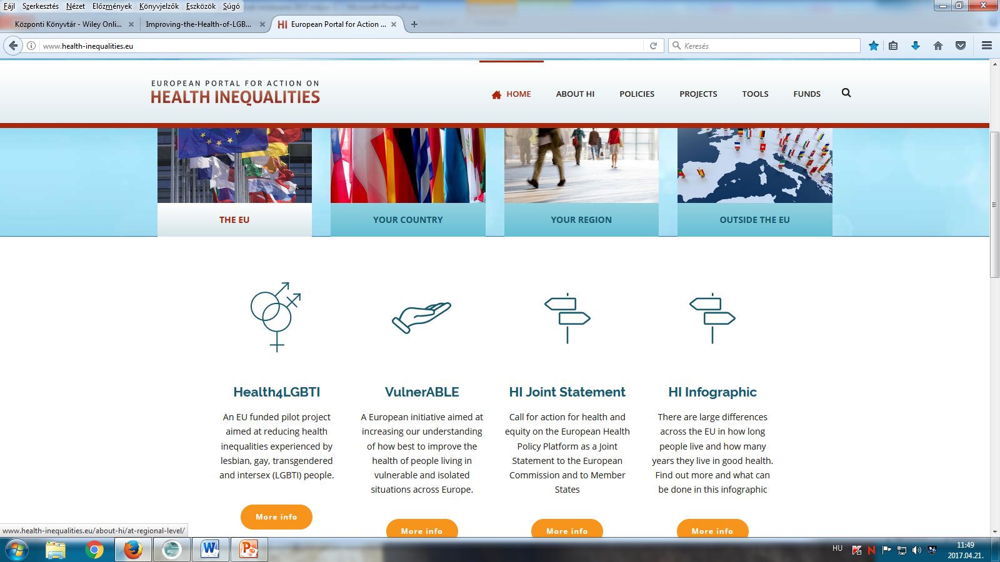 Fájl Szerkesztés Nézet Előzmények Könyvjelzők Eszközök Súgó
Központi Könyvtár - Wiley Onli...
Improving-the-Health-of-LGB...
HI European Portal for Action ...
www.health-inequalities.eu
Keresés
EUROPEAN PORTAL FOR ACTION ON
HEALTH INEQUALITIES
HOME ABOUT HI POLICIES PROJECTS TOOLS FUNDS
THE EU
YOUR COUNTRY
YOUR REGION
OUTSIDE THE EU
Health4LGBTI
An EU funded pilot project
aimed at reducing health
inequalities experienced by
lesbian, gay, transgendered
and intersex (LGBTI) people.
More info
VulnerABLE
A European initiative aimed at
increasing our understanding
of how best to improve the
health of people living in
vulnerable and isolated
situations across Europe.
More info
HI Joint Statement
Call for action for health and
equity on the European Health
Policy Platform as a Joint
Statement to the European
Commission and to Member
States
More info
HI Infographic
There are large differences
across the EU in how long
people live and how many
years they live in good health.
Find out more and what can
be done in this infographic
More info
www.health-inequalities.eu/about-hi/at-regional-level/
HU
11:49
2017.04.21.